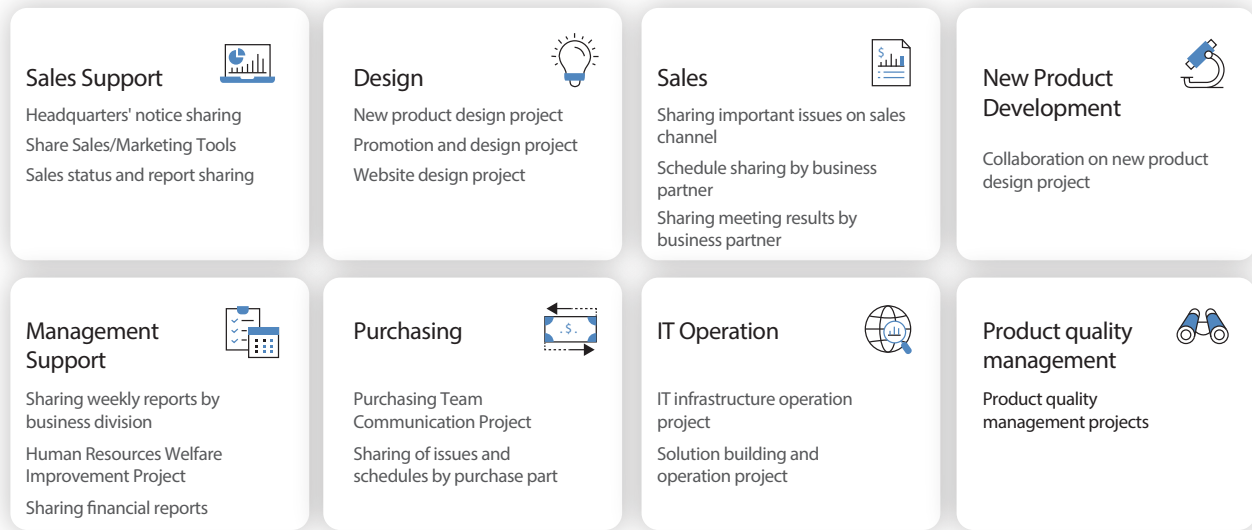 Sales Support
Headquarters' notice sharing
Share Sales/Marketing Tools
Sales status and report sharing
Design
New product design project
Promotion and design project
Website design project
$
Sales
Sharing important issues on sales
channel
Schedule sharing by business
partner
Sharing meeting results by
business partner
New Product
Development
Collaboration on new product
design project
Management
Support
Sharing weekly reports by
business division
Human Resources Welfare
Improvement Project
Sharing financial reports
.$.
Purchasing
Purchasing Team
Communication Project
Sharing of issues and
schedules by purchase part
IT Operation
IT infrastructure operation
project
Solution building and
operation project
Product quality
management
Product quality
management projects